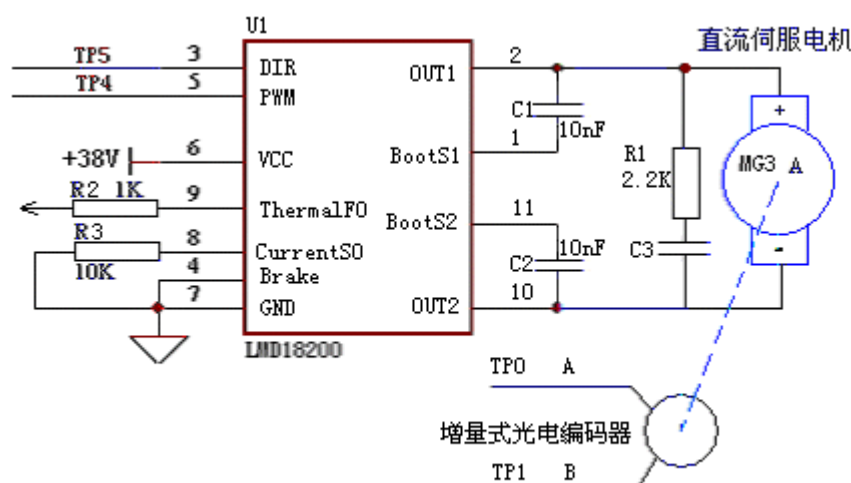 U1
直流伺服电机
TP5 3 DIR OUT1 2
TP4 5 PWM
C1
10nF
+38V 6 VCC BootS1 1
R1
2.2K
MG3 A
+
-
R2 1K 9 ThermalFO
BootS2 11
R3
10K
8 CurrentSO
10nF
C2
C3
4 Brake
7 GND OUT2 10
LMD18200
TP0 A
增量式光电编码器
TP1 B